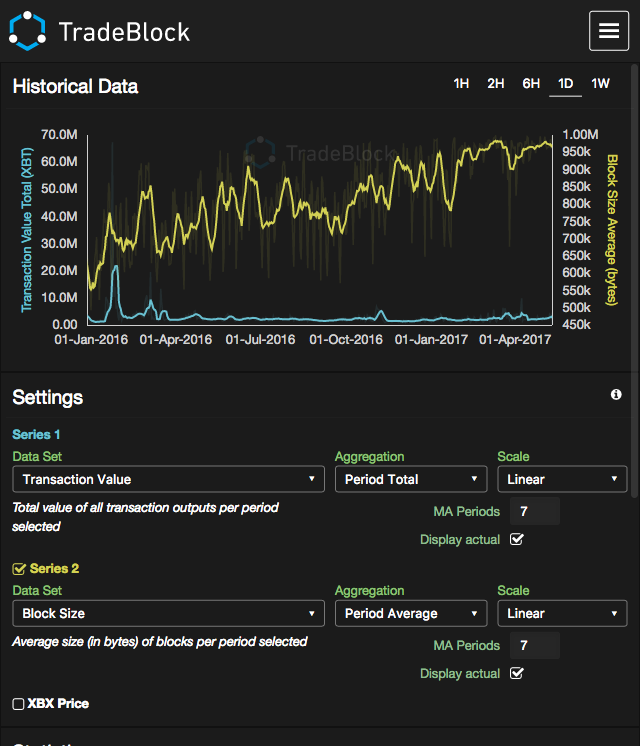 TradeBlock
Historical Data
1H 2H 6H 1D 1W
TradeBlock
Transaction Value Total (XBT)
70.0M
60.0M
50.0M
40.0M
30.0M
20.0M
10.0M
0.00
1.00M
950k
900k
850k
800k
750k
700k
650k
600k
550k
500k
450k
Block Size Average (bytes)
01-Jan-2016 01-Apr-2016 01-Jul-2016 01-Oct-2016 01-Jan-2017 01-Apr-2017
Settings
Series 1
Data Set Aggregation Scale
Transaction Value Period Total Linear
Total value of all transaction outputs per period
selected
MA Periods 7
Display actual
Series 2
Data Set Aggregation Scale
Block Size Period Average Linear
Average size (in bytes) of blocks per period selected
MA Periods 7
Display actual
XBX Price